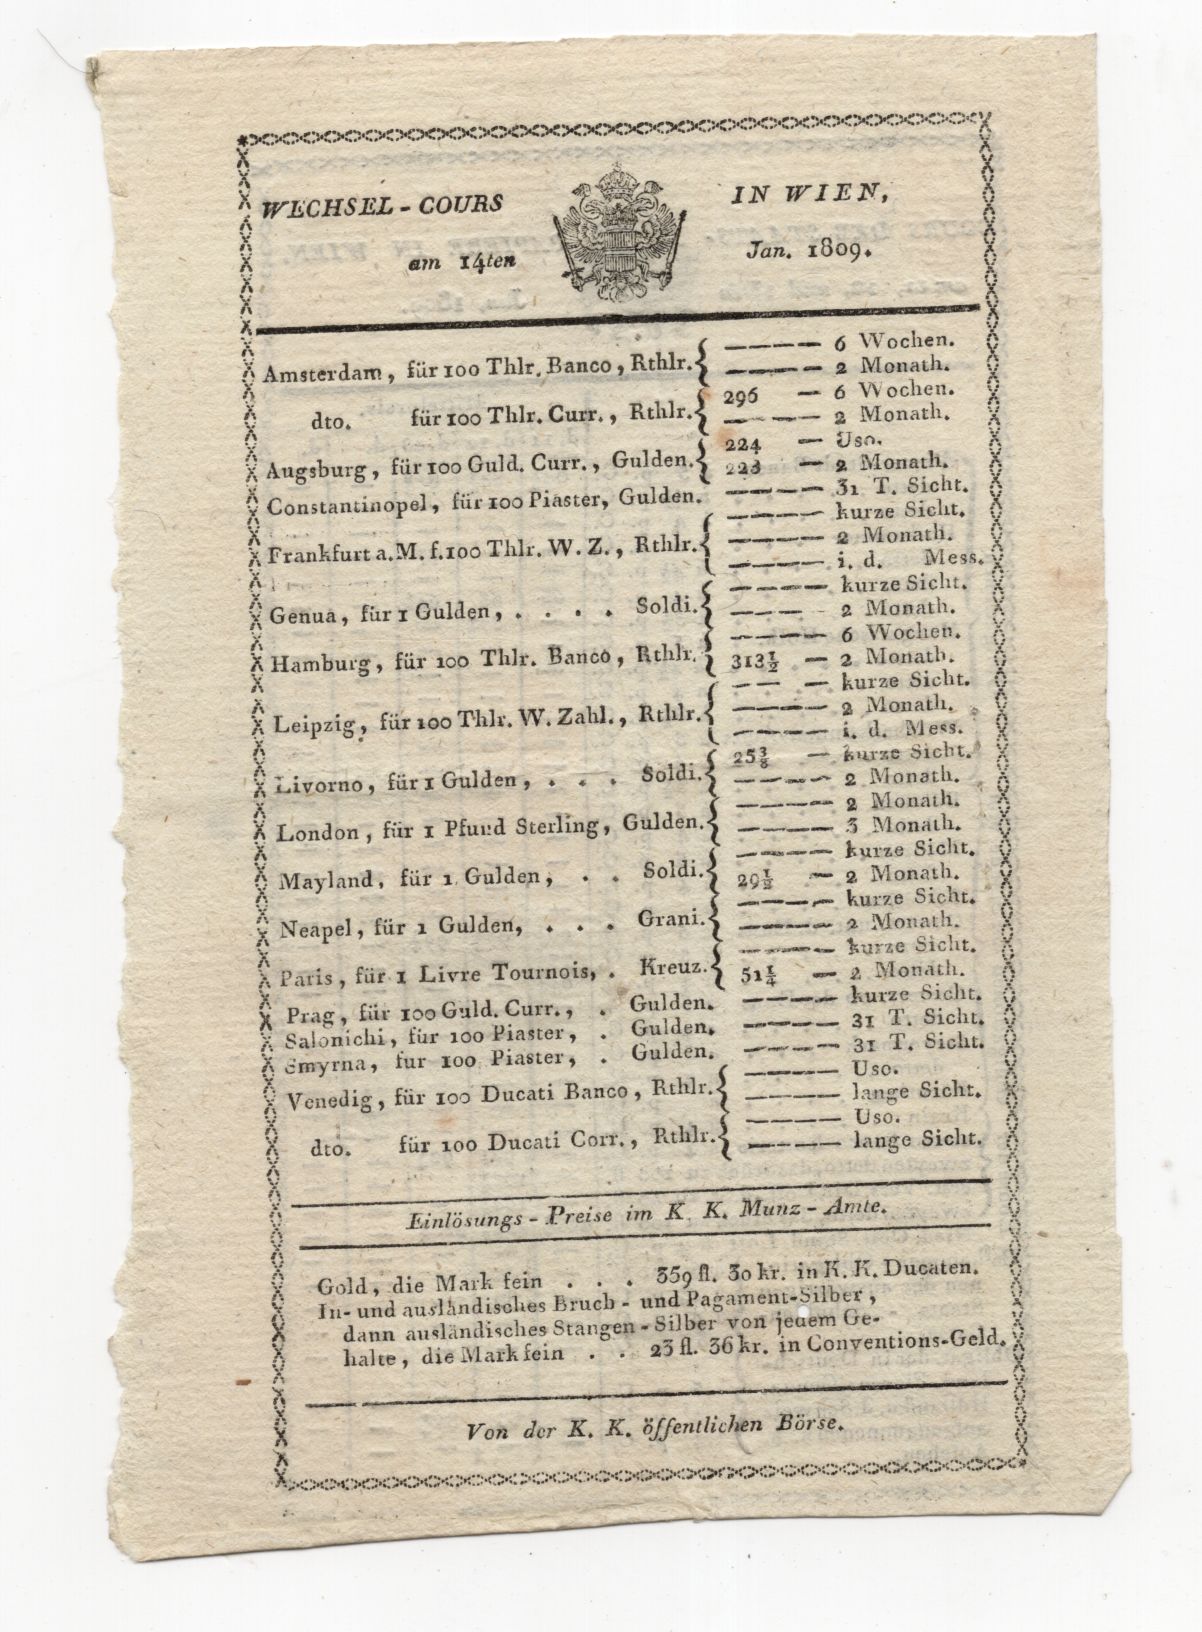 WECHSEL - COURS IN WIEN,
am 14ten Jan. 1809.
– – – – 6 Wochen.
Amsterdam, für 100 Thlr. Banco, Rthlr. – – – – 2 Monath.
296 – 6 Wochen.
dto. für 100 Thlr. Curr., Rthlr. – – – – 2 Monath.
224 – Uso.
Augsburg, für 100 Guld. Curr., Gulden. 223 – 2 Monath.
Constantinopel, für 100 Piaster, Gulden. – – – – 31 T. Sicht.
– – – – kurze Sicht.
Frankfurt a. M. f. 100 Thlr. W. Z., Rthlr. – – – – 2 Monath.
– – – – i. d. Mess.
– – – – kurze Sicht.
Genua, für 1 Gulden, . . . . Soldi. – – – – 2 Monath.
– – – – 6 Wochen.
Hamburg, für 100 Thlr. Banco, Rthlr. 313½ – 2 Monath.
– – – kurze Sicht.
Leipzig, für 100 Thlr. W. Zahl., Rthlr. – – – – 2 Monath.
– – – – i. d. Mess.
25⅜ – kurze Sicht.
Livorno, für 1 Gulden, . . . Soldi. – – – – 2 Monath.
– – – – 2 Monath.
London, für 1 Pfund Sterling, Gulden. – – – – 3 Monath.
– – – – kurze Sicht.
Mayland, für 1 Gulden, . . Soldi. 29½ – 2 Monath.
– – – – kurze Sicht.
Neapel, für 1 Gulden, . . . Grani. – – – – 2 Monath.
– – – – kurze Sicht.
Paris, für 1 Livre Tournois, . Kreuz. 51¼ – 2 Monath.
Prag, für 100 Guld. Curr., . Gulden. – – – – kurze Sicht.
Salonichi, für 100 Piaster, . Gulden. – – – – 31 T. Sicht.
Smyrna, fur 100 Piaster, . Gulden. – – – – 31 T. Sicht.
– – – – Uso.
Venedig, für 100 Ducati Banco, Rthlr. – – – – lange Sicht.
– – – – Uso.
dto. für 100 Ducati Corr., Rthlr. – – – – lange Sicht.
Einlösungs - Preise im K. K. Munz - Amte.
Gold, die Mark fein . . . 359 fl. 30 kr. in K. K. Ducaten.
In- und ausländisches Bruch - und Pagament-Silber,
dann ausländisches Stangen - Silber von jedem Ge-
halte, die Mark fein . . 23 fl. 36 kr. in Conventions-Geld.
Von der K. K. öffentlichen Börse.